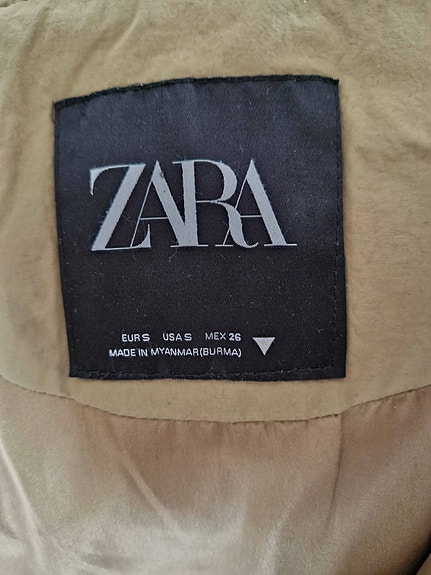 ZARA
EUR S USA S MEX 26
MADE IN MYANMAR(BURMA)